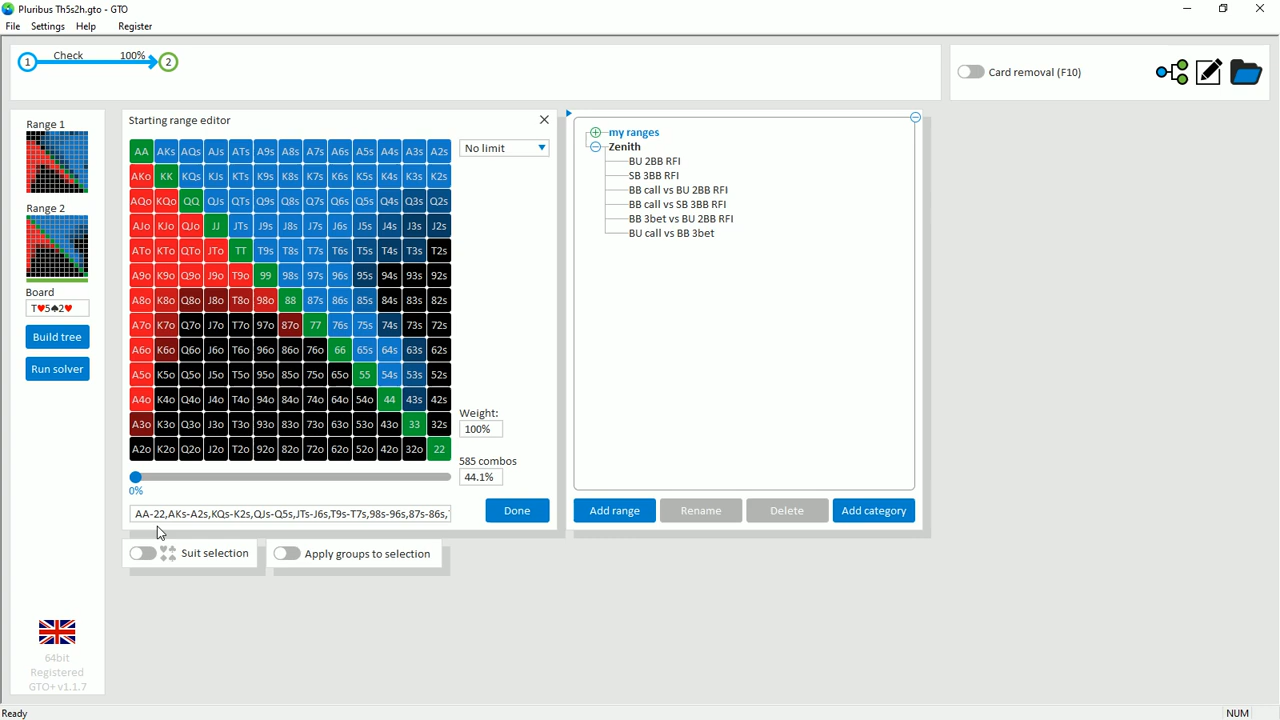 Pluribus Th5s2h.gto - GTO
File Settings Help Register
1 Check 100% 2
Card removal (F10)
Range 1
Range 2
Board
T♥5♠2♥
Build tree
Run solver
64bit
Registered
GTO+ v1.1.7
Starting range editor
AA AKs AQs AJs ATs A9s A8s A7s A6s A5s A4s A3s A2s
AKo KK KQs KJs KTs K9s K8s K7s K6s K5s K4s K3s K2s
AQo KQo QQ QJs QTs Q9s Q8s Q7s Q6s Q5s Q4s Q3s Q2s
AJo KJo QJo JJ JTs J9s J8s J7s J6s J5s J4s J3s J2s
ATo KTo QTo JTo TT T9s T8s T7s T6s T5s T4s T3s T2s
A9o K9o Q9o J9o T9o 99 98s 97s 96s 95s 94s 93s 92s
A8o K8o Q8o J8o T8o 98o 88 87s 86s 85s 84s 83s 82s
A7o K7o Q7o J7o T7o 97o 87o 77 76s 75s 74s 73s 72s
A6o K6o Q6o J6o T6o 96o 86o 76o 66 65s 64s 63s 62s
A5o K5o Q5o J5o T5o 95o 85o 75o 65o 55 54s 53s 52s
A4o K4o Q4o J4o T4o 94o 84o 74o 64o 54o 44 43s 42s
A3o K3o Q3o J3o T3o 93o 83o 73o 63o 53o 43o 33 32s
A2o K2o Q2o J2o T2o 92o 82o 72o 62o 52o 42o 32o 22
0%
AA-22,AKs-A2s,KQs-K2s,QJs-Q5s,JTs-J6s,T9s-T7s,98s-96s,87s-86s,
No limit
Weight:
100%
585 combos
44.1%
Done
Suit selection
Apply groups to selection
my ranges
Zenith
BU 2BB RFI
SB 3BB RFI
BB call vs BU 2BB RFI
BB call vs SB 3BB RFI
BB 3bet vs BU 2BB RFI
BU call vs BB 3bet
Add range Rename Delete Add category
Ready
NUM